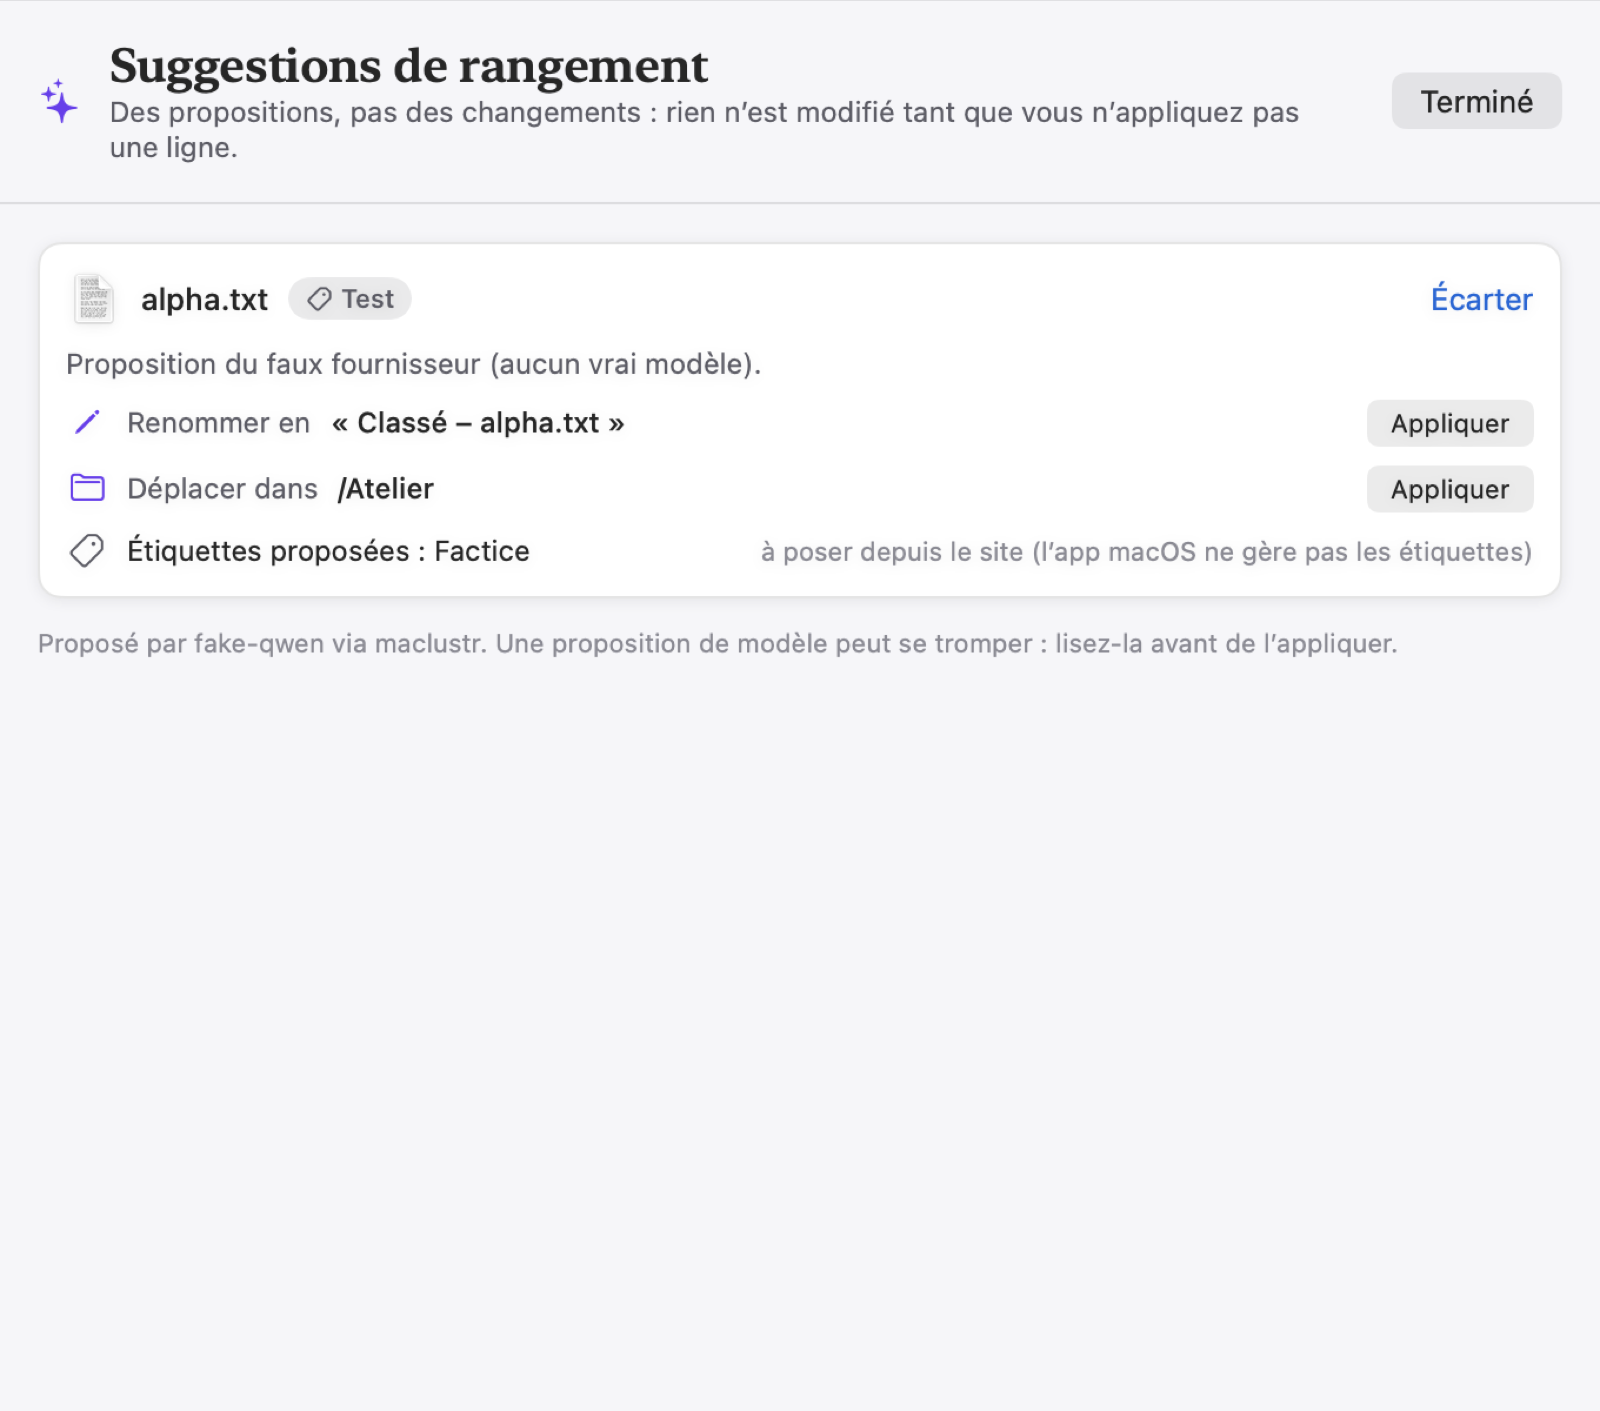 Suggestions de rangement
Des propositions, pas des changements : rien n’est modifié tant que vous n’appliquez pas
une ligne.
Terminé
alpha.txt
Test
Écarter
Proposition du faux fournisseur (aucun vrai modèle).
Renommer en « Classé – alpha.txt »
Appliquer
Déplacer dans /Atelier
Appliquer
Étiquettes proposées : Factice
à poser depuis le site (l’app macOS ne gère pas les étiquettes)
Proposé par fake-qwen via maclustr. Une proposition de modèle peut se tromper : lisez-la avant de l’appliquer.